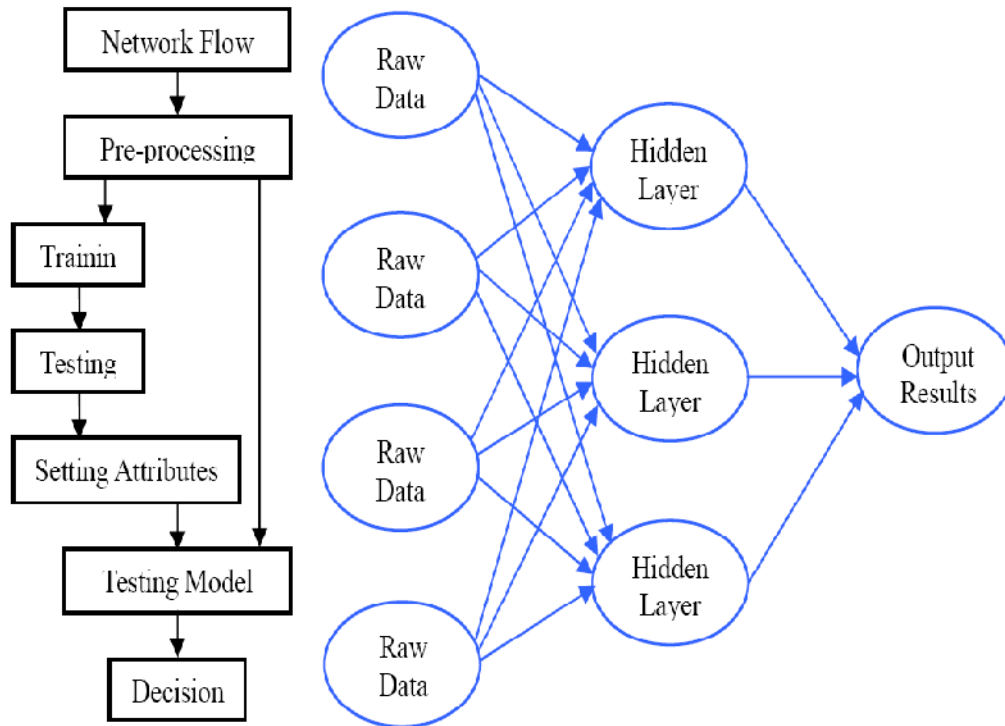 Network Flow
Pre-processing
Trainin
Testing
Setting Attributes
Testing Model
Decision
Raw
Data
Raw
Data
Raw
Data
Raw
Data
Hidden
Layer
Hidden
Layer
Hidden
Layer
Output
Results